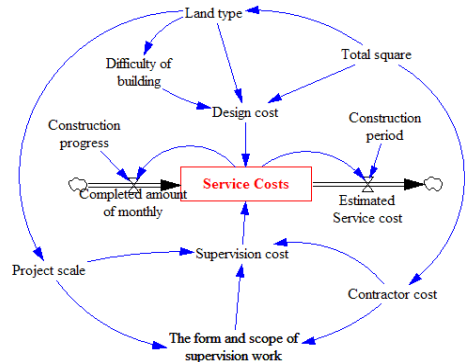 Land type
Total square
Difficulty of
building
Design cost
Construction
progress
Construction
period
Service Costs
Completed amount
of monthly
Estimated
Service cost
Supervision cost
Project scale
Contractor cost
The form and scope of
supervision work